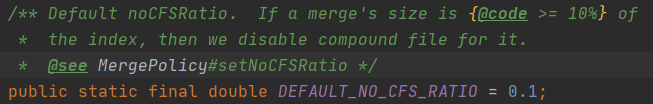 /** Default noCFSRatio.  If a merge's size is {@code >= 10%} of
 *  the index, then we disable compound file for it.
 *  @see MergePolicy#setNoCFSRatio */
public static final double DEFAULT_NO_CFS_RATIO = 0.1;